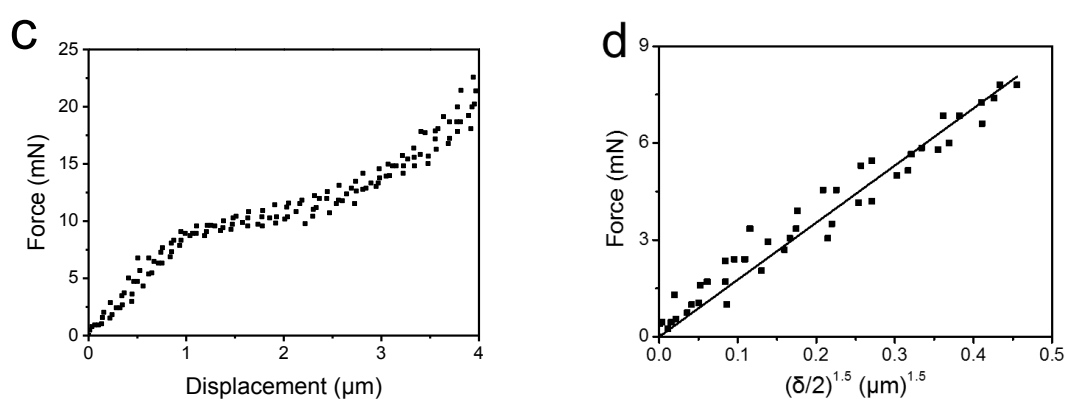 c
25
20
15
10
5
0
Force (mN)
0 1 2 3 4
Displacement (μm)
d
9
6
3
0
Force (mN)
0.0 0.1 0.2 0.3 0.4 0.5
(δ/2)^1.5 (μm)^1.5